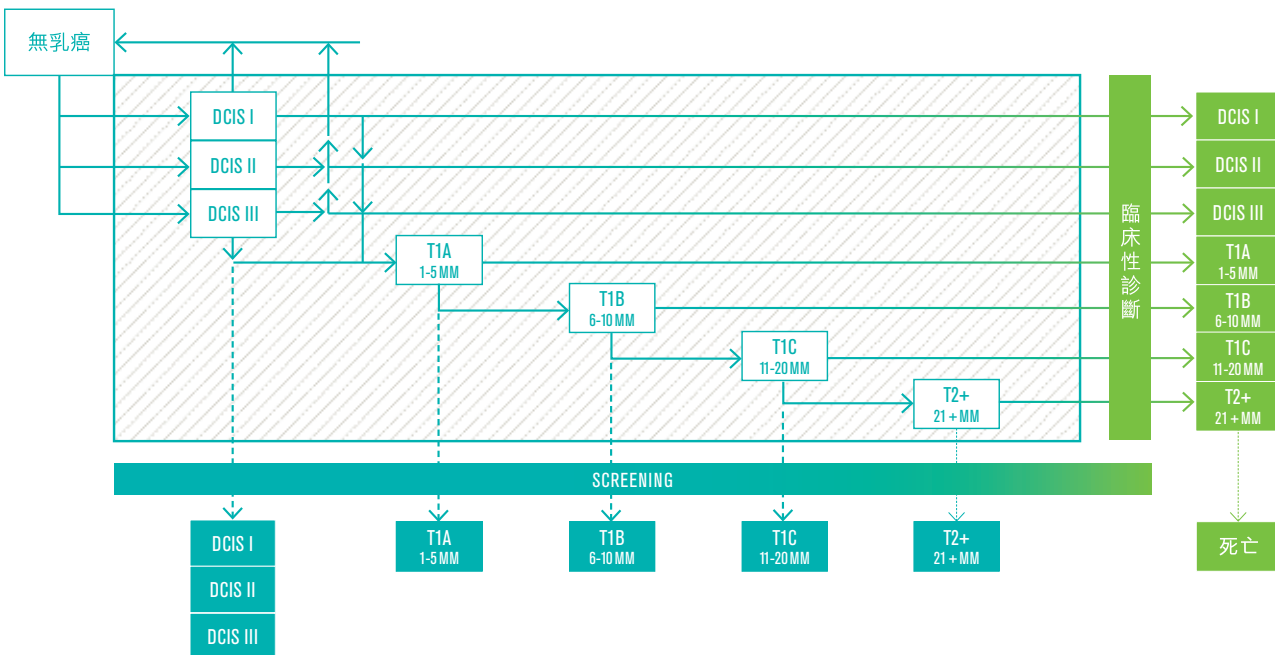 無乳癌
DCIS I
DCIS II
DCIS III
T1A
1-5 MM
T1B
6-10 MM
T1C
11-20 MM
T2+
21 + MM
臨床性診斷
DCIS I
DCIS II
DCIS III
T1A
1-5 MM
T1B
6-10 MM
T1C
11-20 MM
T2+
21 + MM
SCREENING
DCIS I
DCIS II
DCIS III
T1A
1-5 MM
T1B
6-10 MM
T1C
11-20 MM
T2+
21 + MM
死亡